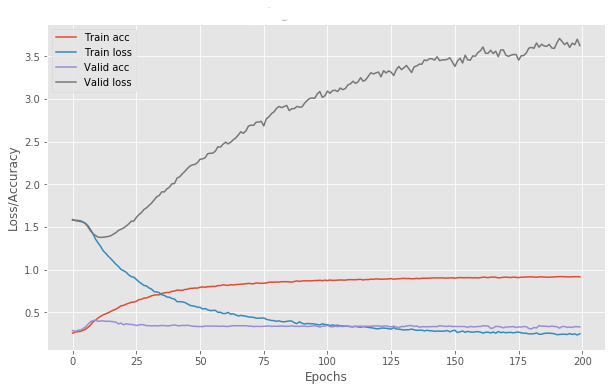 Train acc
Train loss
Valid acc
Valid loss
3.5
3.0
2.5
2.0
1.5
1.0
0.5
Loss/Accuracy
0 25 50 75 100 125 150 175 200
Epochs